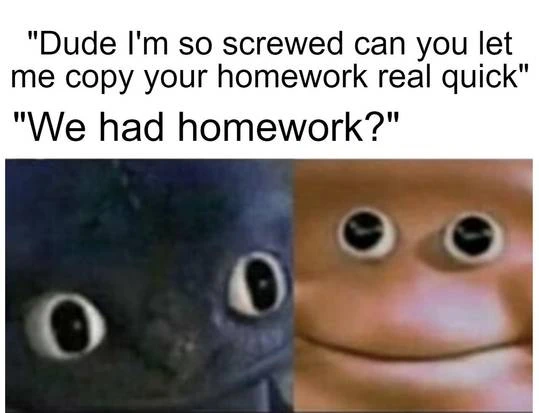 "Dude I'm so screwed can you let
me copy your homework real quick"
"We had homework?"